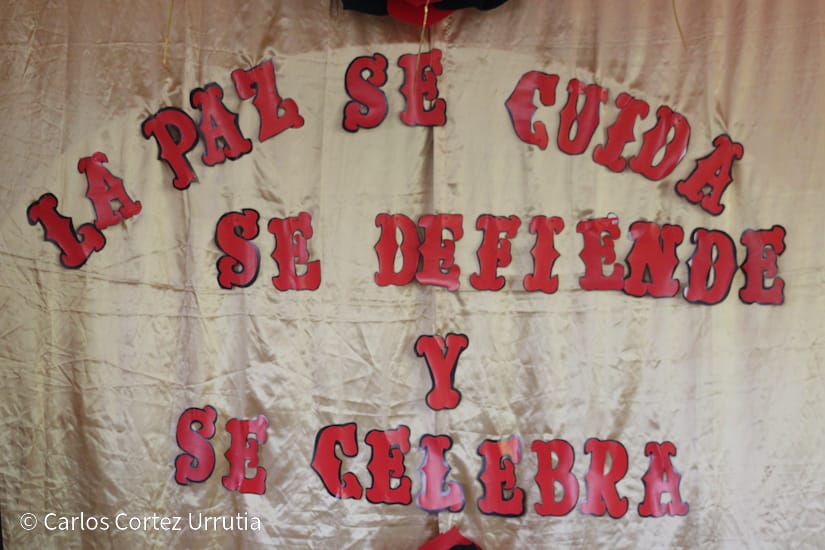 LA PAZ SE CUIDA
SE DEFIENDE
Y
SE CELEBRA
© Carlos Cortez Urrutia